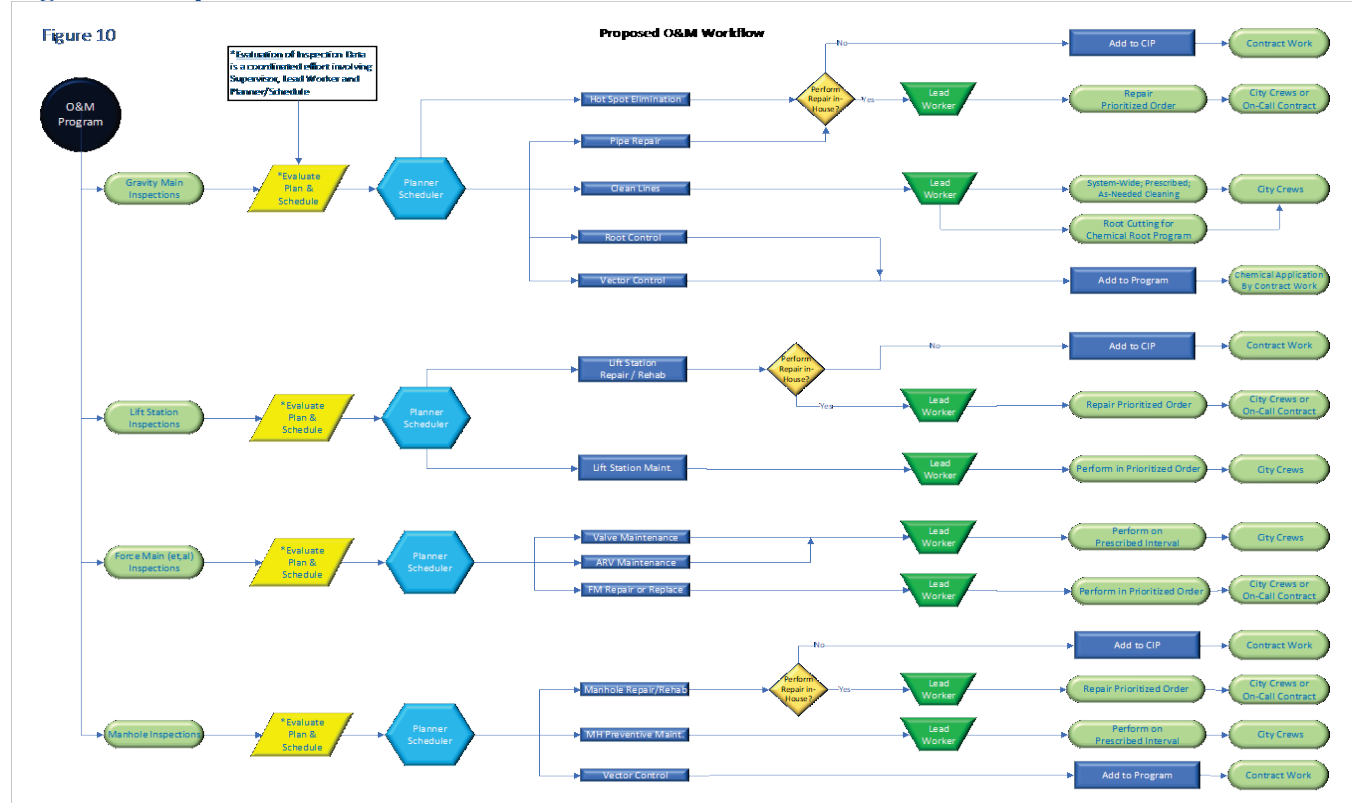 Figure 10
Proposed O&M Workflow
*Evaluation of Inspection Data
is a coordinated effort involving
Supervisor, Lead Worker and
Planner/Schedule
O&M
Program
No
Add to CIP
Contract Work
Hot Spot Elimination
Perform
Repair in-
House?
Yes
Lead
Worker
Repair
Prioritized Order
City Crews or
On-Call Contract
Pipe Repair
Gravity Main
Inspections
*Evaluate
Plan &
Schedule
Planner
Scheduler
Clean Lines
Lead
Worker
System-Wide; Prescribed;
As-Needed Cleaning
City Crews
Root Cutting for
Chemical Root Program
Root Control
Vector Control
Add to Program
Chemical Application
By Contract Work
Lift Station
Repair / Rehab
Perform
Repair in-
House?
No
Add to CIP
Contract Work
Lift Station
Inspections
*Evaluate
Plan &
Schedule
Planner
Scheduler
Yes
Lead
Worker
Repair Prioritized Order
City Crews or
On-Call Contract
Lift Station Maint.
Lead
Worker
Perform in Prioritized Order
City Crews
Force Main (et,al)
Inspections
*Evaluate
Plan &
Schedule
Planner
Scheduler
Valve Maintenance
Lead
Worker
Perform on
Prescribed Interval
City Crews
ARV Maintenance
FM Repair or Replace
Lead
Worker
Perform in Prioritized Order
City Crews or
On-Call Contract
No
Add to CIP
Contract Work
Manhole Repair/Rehab
Perform
Repair in-
House?
Yes
Lead
Worker
Repair Prioritized Order
City Crews or
On-Call Contract
Manhole Inspections
*Evaluate
Plan &
Schedule
Planner
Scheduler
MH Preventive Maint.
Lead
Worker
Perform on
Prescribed Interval
City Crews
Vector Control
Add to Program
Contract Work